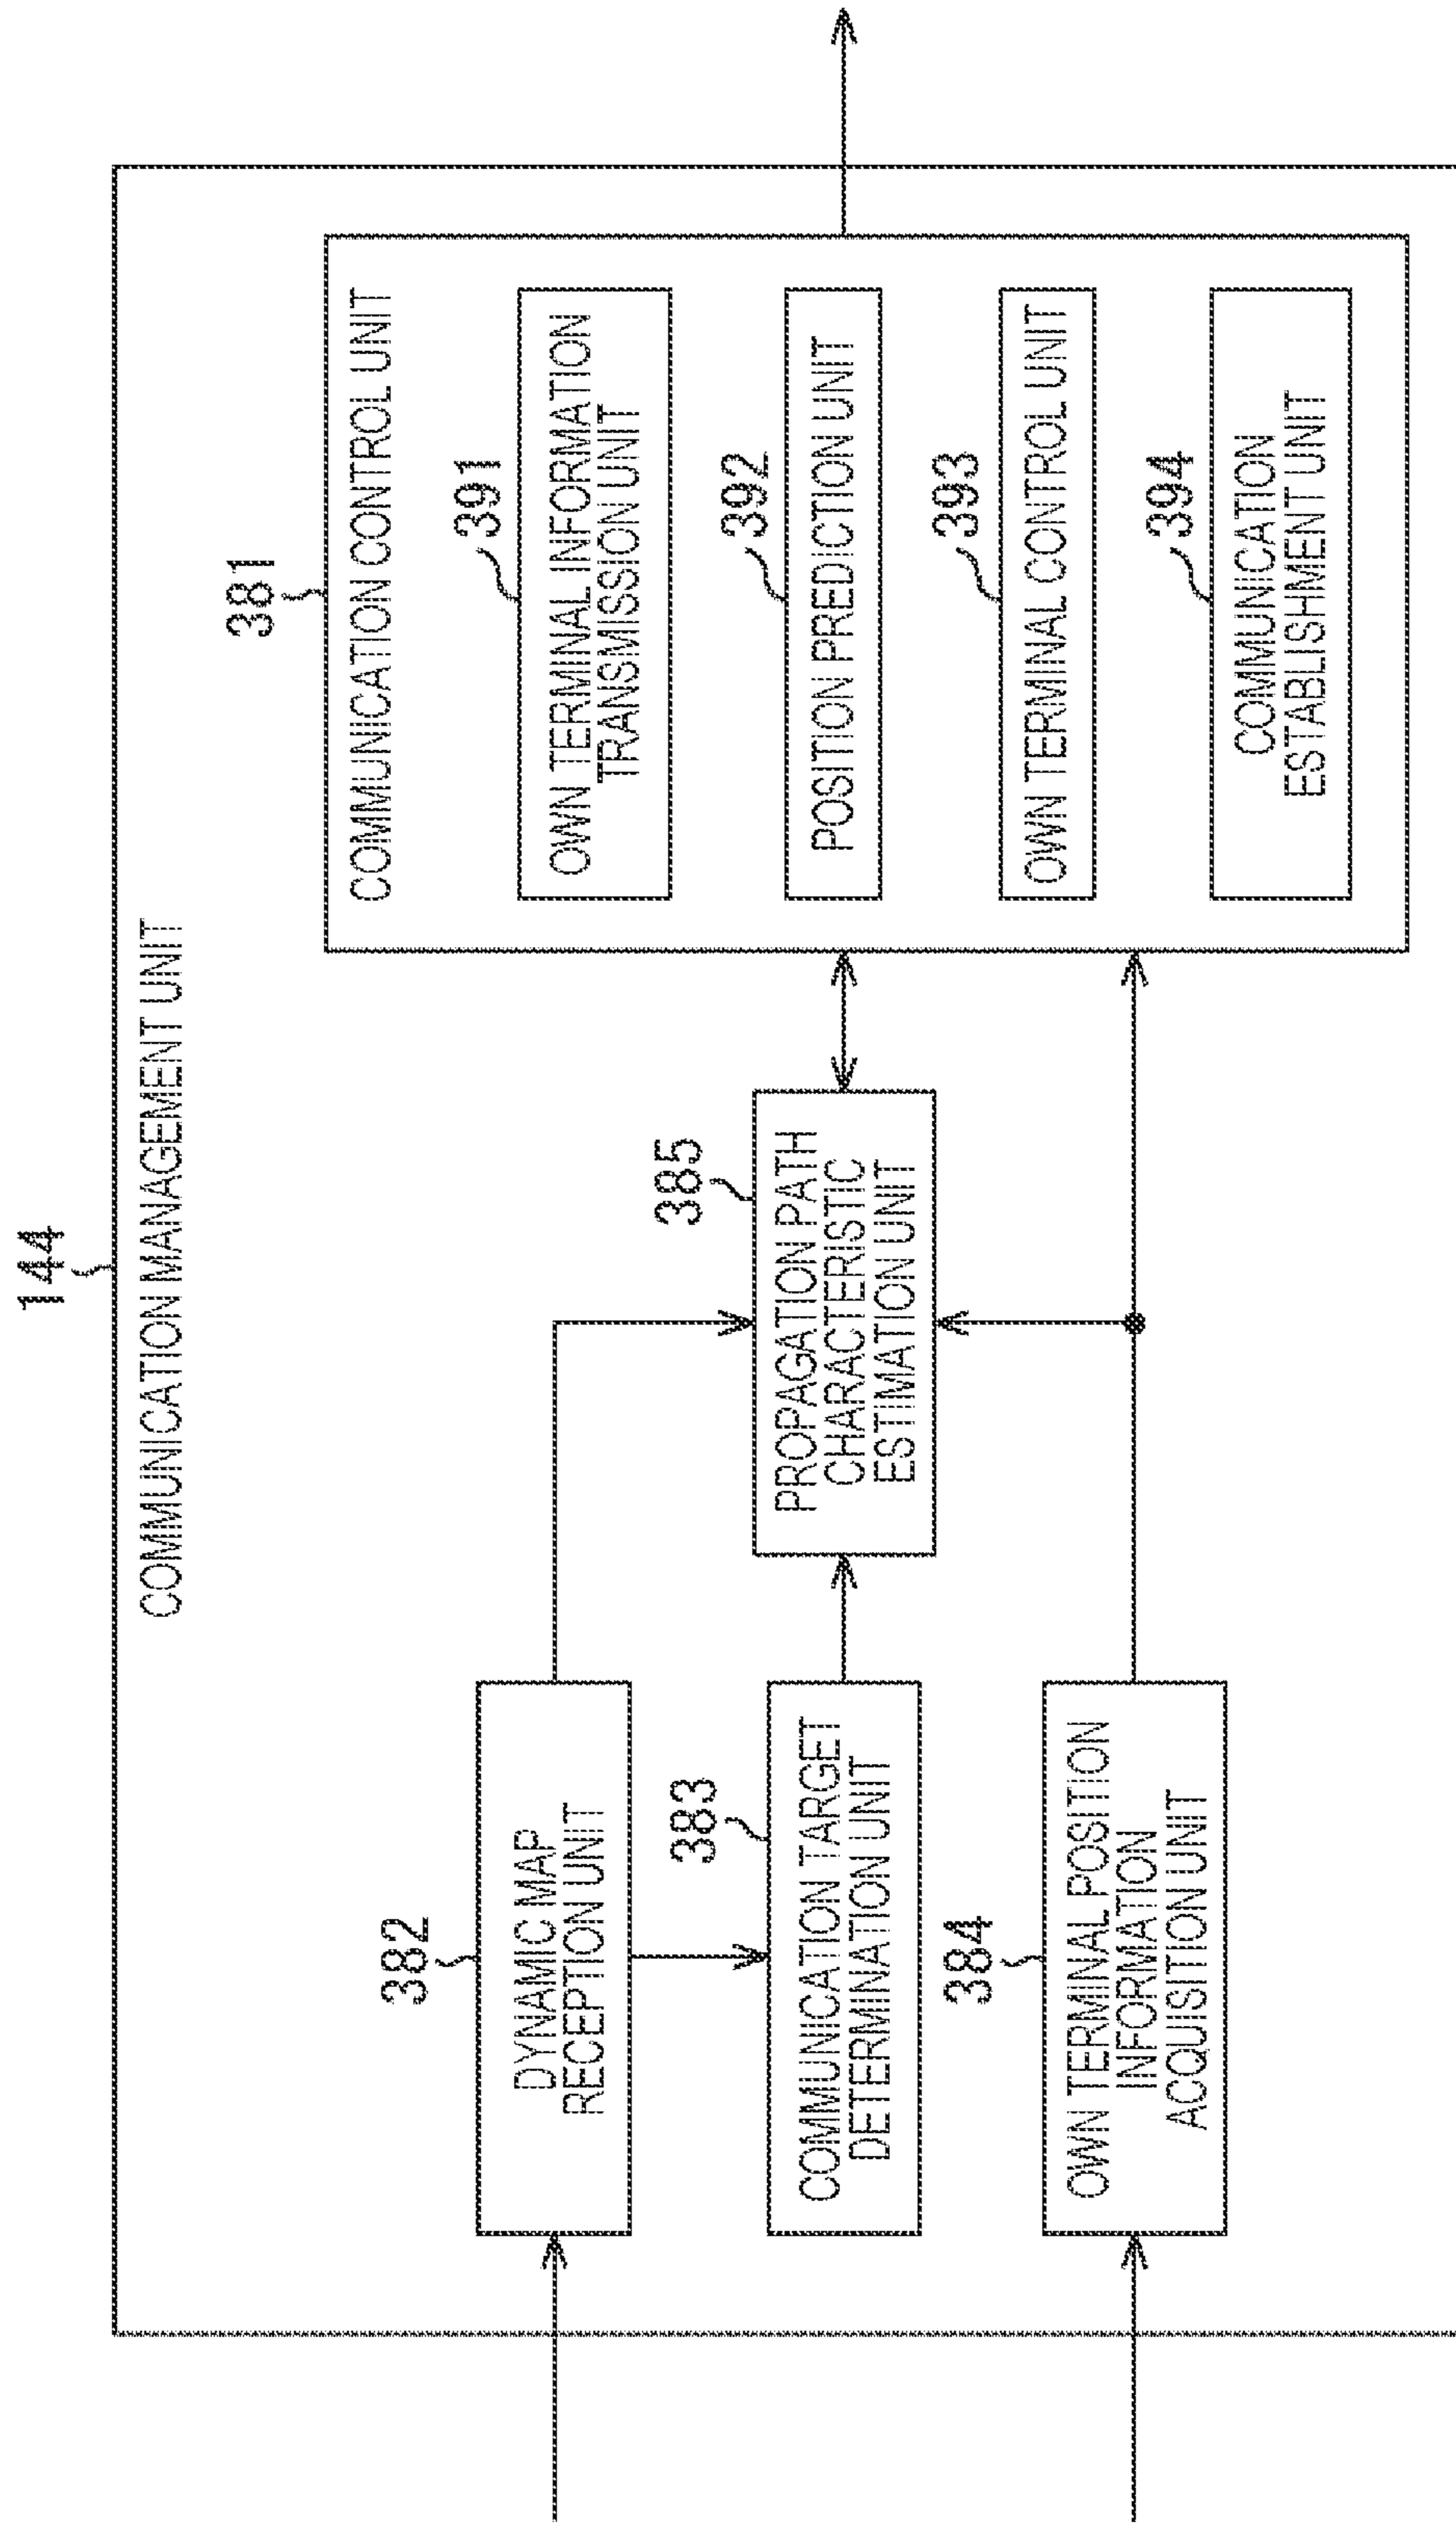 144
COMMUNICATION MANAGEMENT UNIT
382
DYNAMIC MAP
RECEPTION UNIT
383
COMMUNICATION TARGET
DETERMINATION UNIT
384
OWN TERMINAL POSITION
INFORMATION
ACQUISITION UNIT
385
PROPAGATION PATH
CHARACTERISTIC
ESTIMATION UNIT
381
COMMUNICATION CONTROL UNIT
391
OWN TERMINAL INFORMATION
TRANSMISSION UNIT
392
POSITION PREDICTION UNIT
393
OWN TERMINAL CONTROL UNIT
394
COMMUNICATION
ESTABLISHMENT UNIT